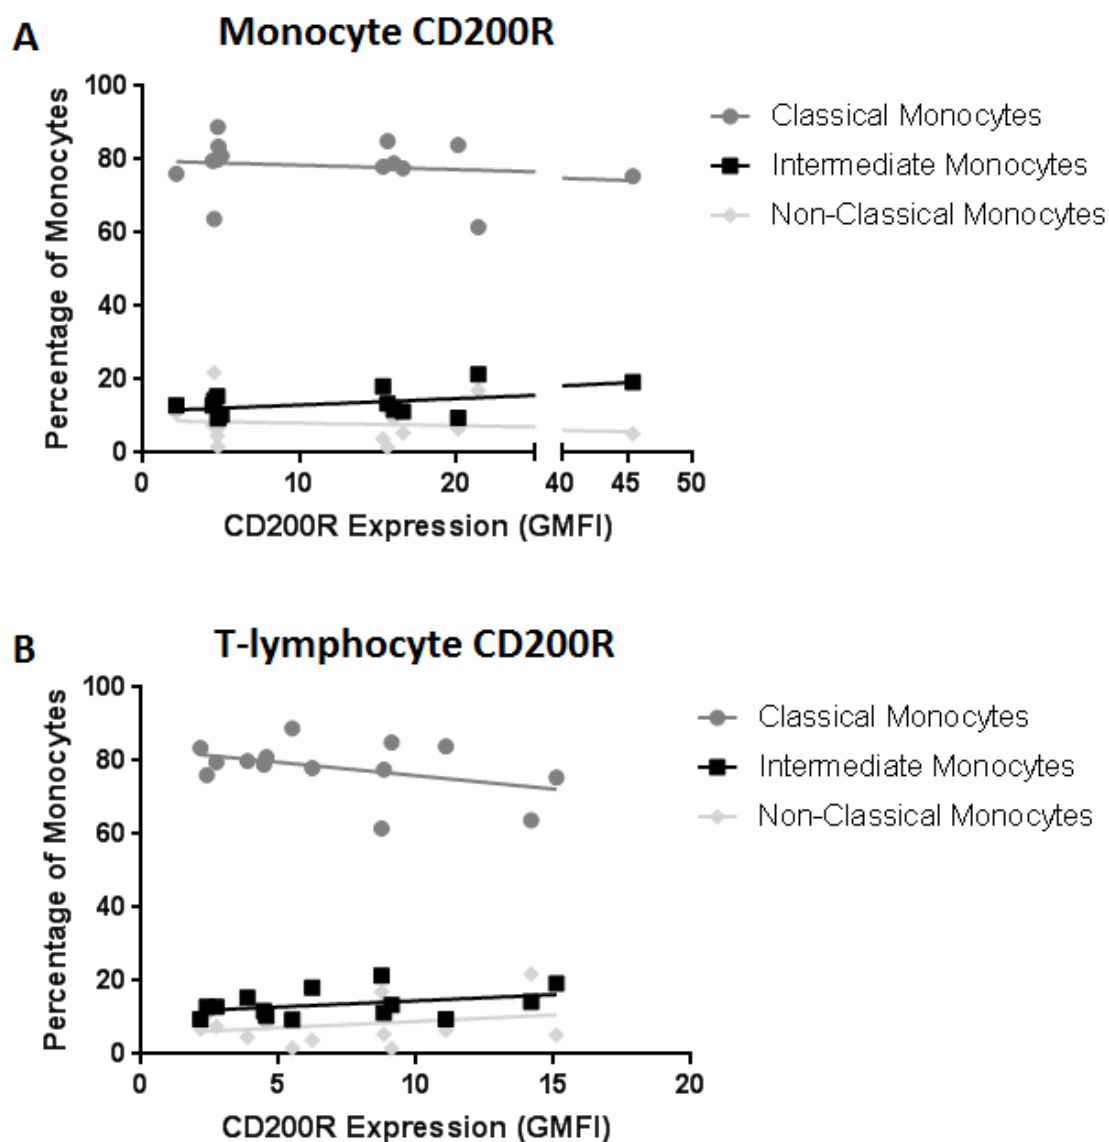 A
Monocyte CD200R
100
80
60
40
20
0
Percentage of Monocytes
0 10 20 40 45 50
CD200R Expression (GMFI)
Classical Monocytes
Intermediate Monocytes
Non-Classical Monocytes
B
T-lymphocyte CD200R
100
80
60
40
20
0
Percentage of Monocytes
0 5 10 15 20
CD200R Expression (GMFI)
Classical Monocytes
Intermediate Monocytes
Non-Classical Monocytes